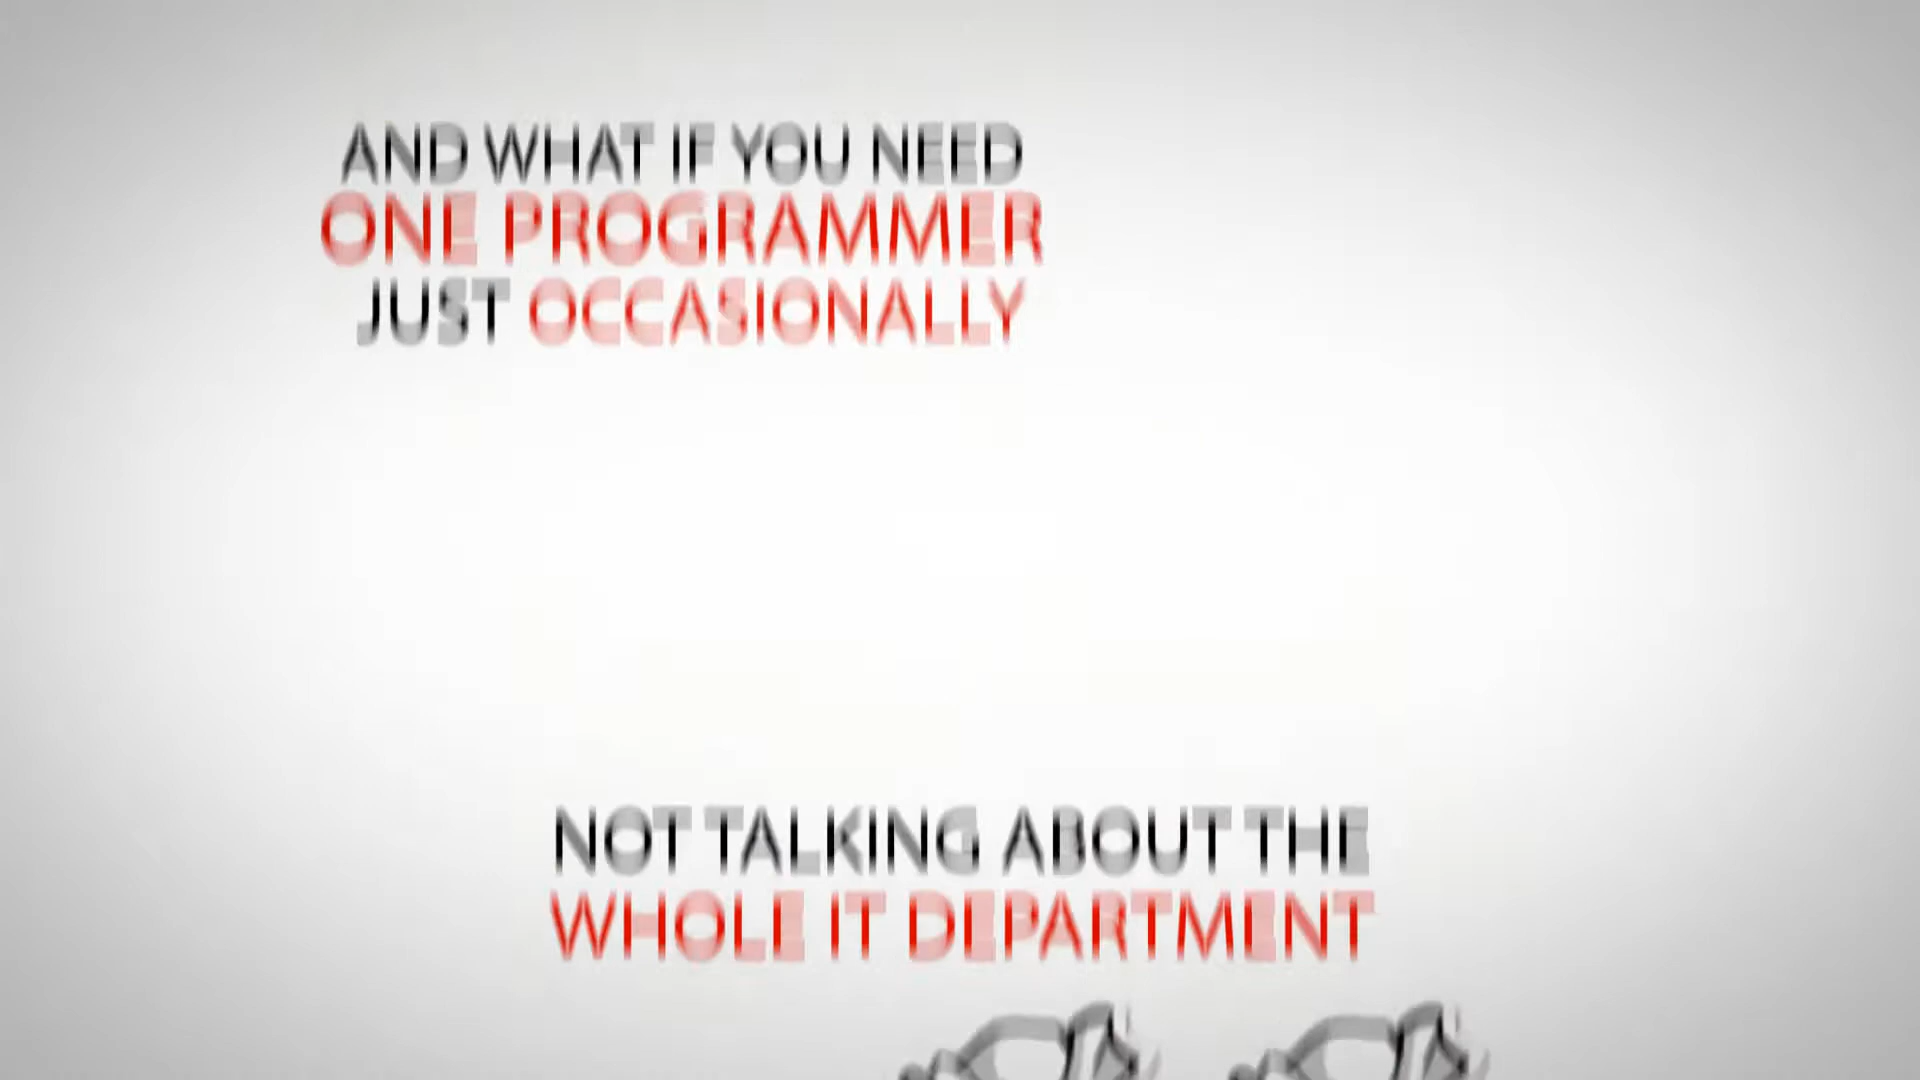 AND WHAT IF YOU NEED
ONE PROGRAMMER
JUST OCCASIONALLY
NOT TALKING ABOUT THE
WHOLE IT DEPARTMENT